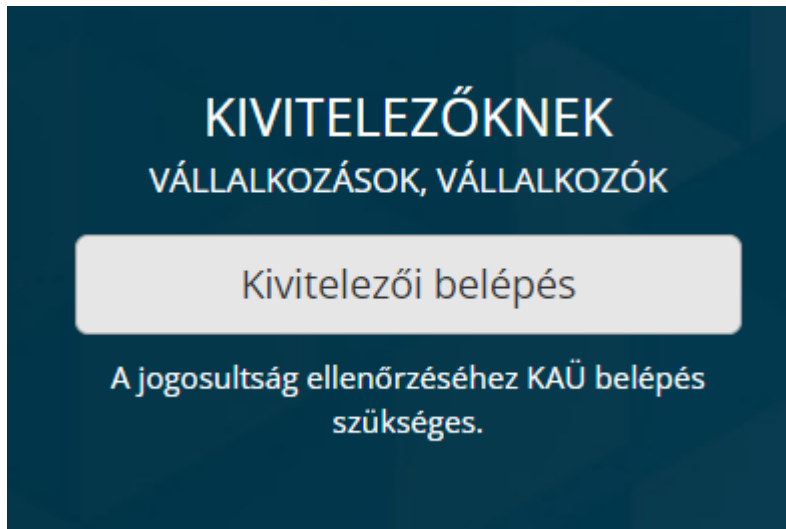 KIVITELEZŐKNEK
VÁLLALKOZÁSOK, VÁLLALKOZÓK
Kivitelezői belépés
A jogosultság ellenőrzéséhez KAÜ belépés
szükséges.